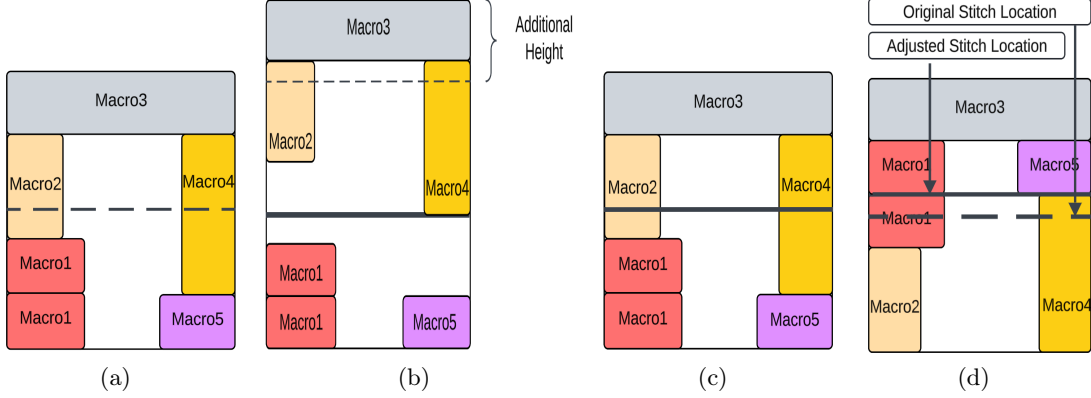 Macro3
Macro2
Macro4
Macro1
Macro1
Macro5
(a)
Macro3
Additional
Height
Macro2
Macro4
Macro1
Macro1
Macro5
(b)
Macro3
Macro2
Macro4
Macro1
Macro1
Macro5
(c)
Original Stitch Location
Adjusted Stitch Location
Macro3
Macro1
Macro5
Macro1
Macro2
Macro4
(d)